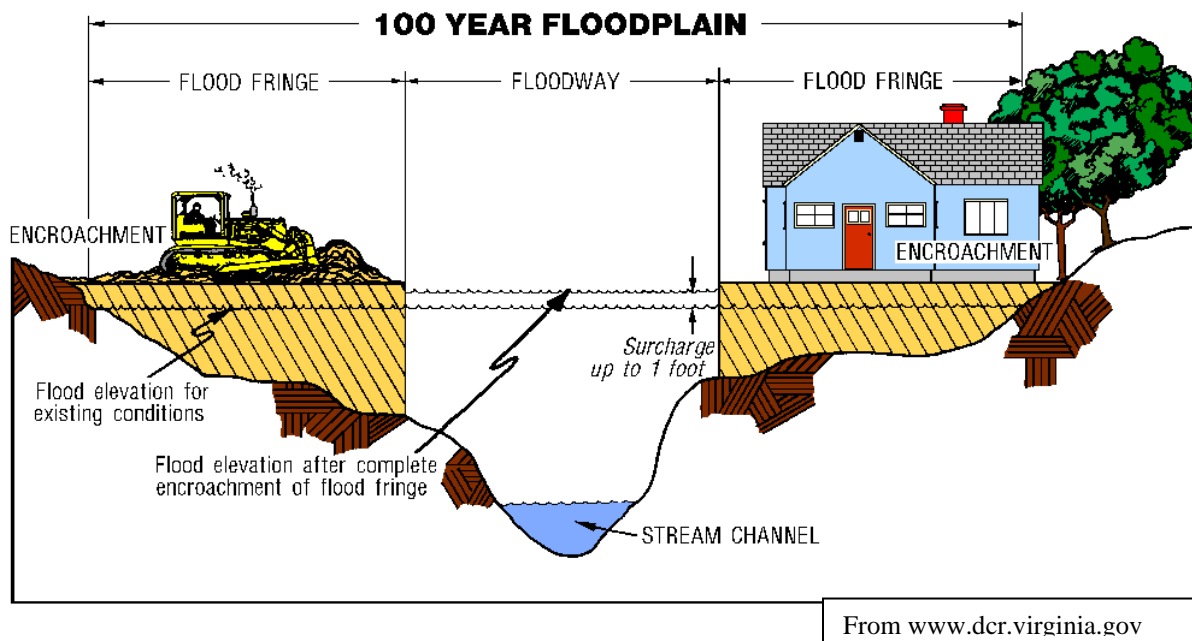 100 YEAR FLOODPLAIN
FLOOD FRINGE
FLOODWAY
FLOOD FRINGE
ENCROACHMENT
ENCROACHMENT
Surcharge
up to 1 foot
Flood elevation for
existing conditions
Flood elevation after complete
encroachment of flood fringe
STREAM CHANNEL
From www.dcr.virginia.gov